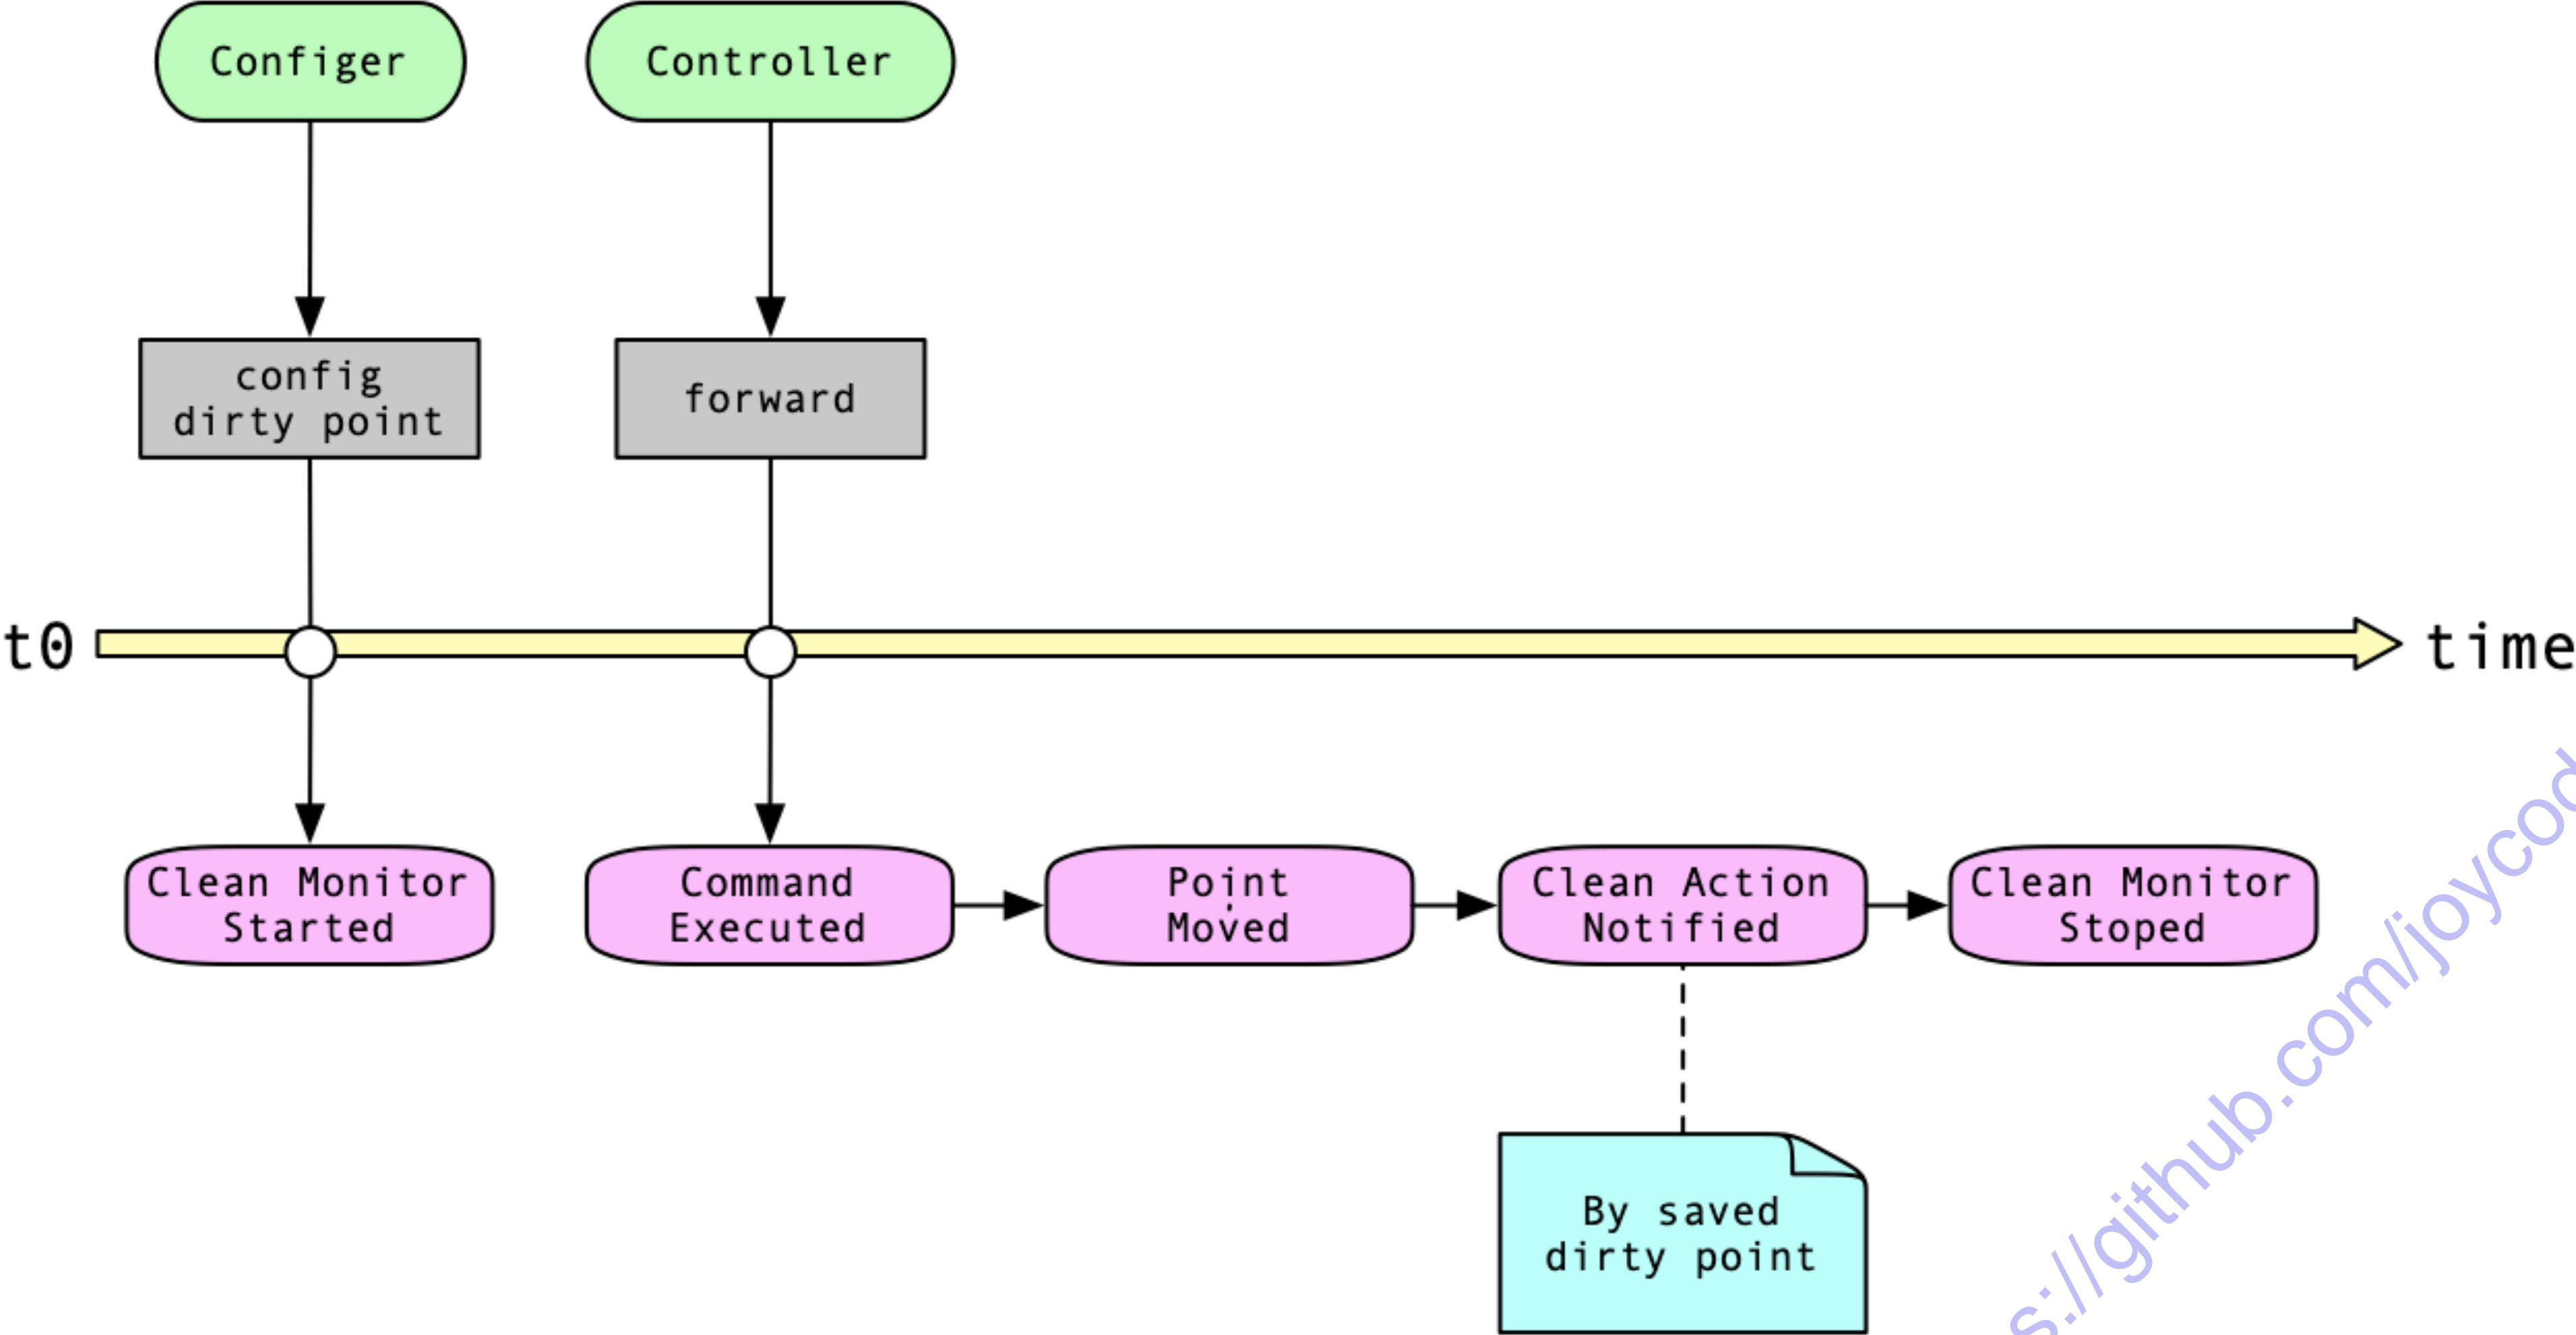 Configer
Controller
config
dirty point
forward
t0
time
Clean Monitor
Started
Command
Executed
Point
Moved
Clean Action
Notified
Clean Monitor
Stoped
By saved
dirty point
s://github.com/joycod